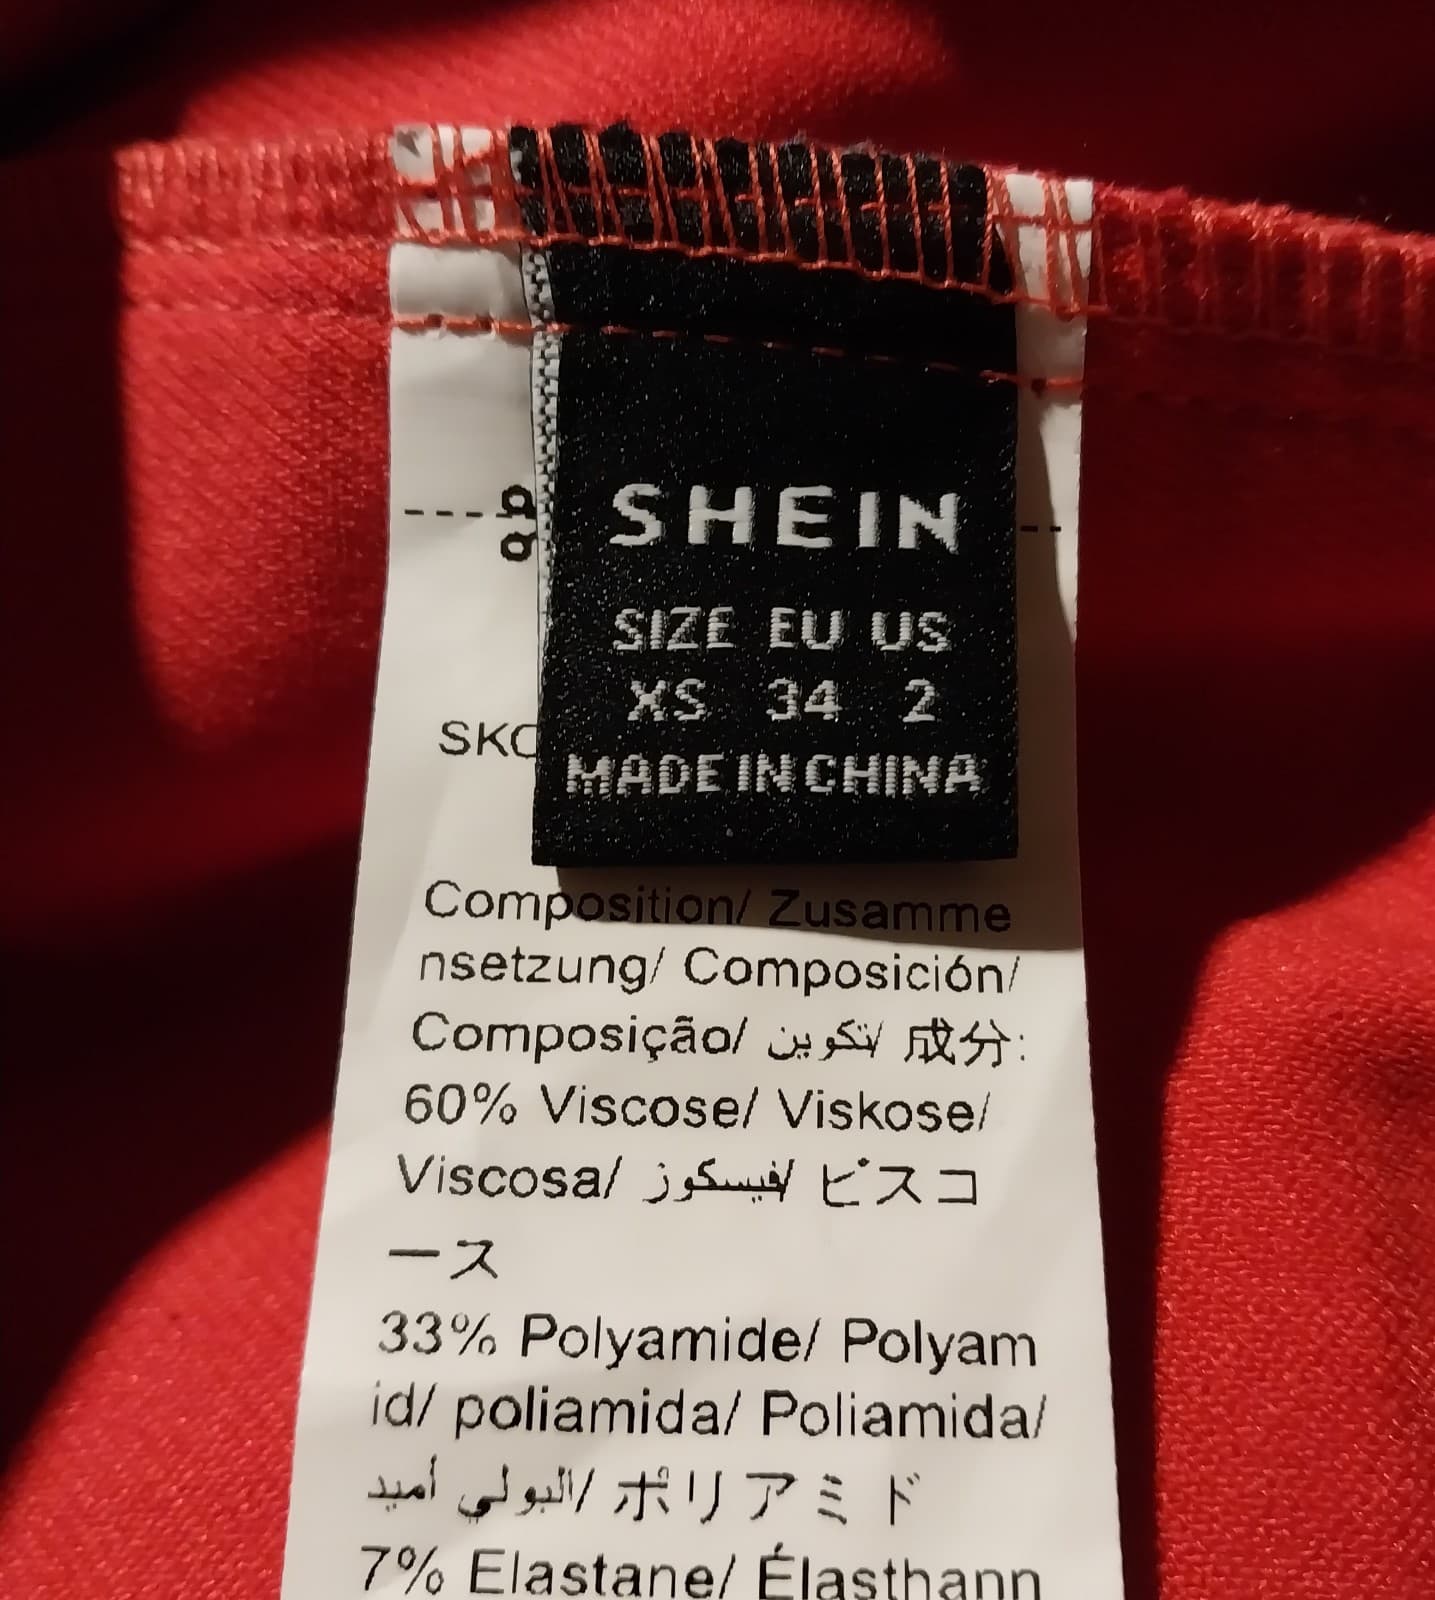 SHEIN
SIZE EU US
XS 34 2
MADE IN CHINA
Composition/ Zusamme
nsetzung/ Composición/
Composição/ تكوين/ 成分:
60% Viscose/ Viskose/
Viscosa/ فيسكوز/ ビスコ
ース
33% Polyamide/ Polyam
id/ poliamida/ Poliamida/
البولي أميد/ ポリアミド
7% Elastane/ Élasthann